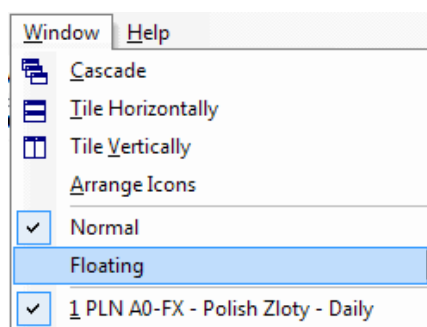 Window Help
Cascade
Tile Horizontally
Tile Vertically
Arrange Icons
Normal
Floating
1 PLN A0-FX - Polish Zloty - Daily